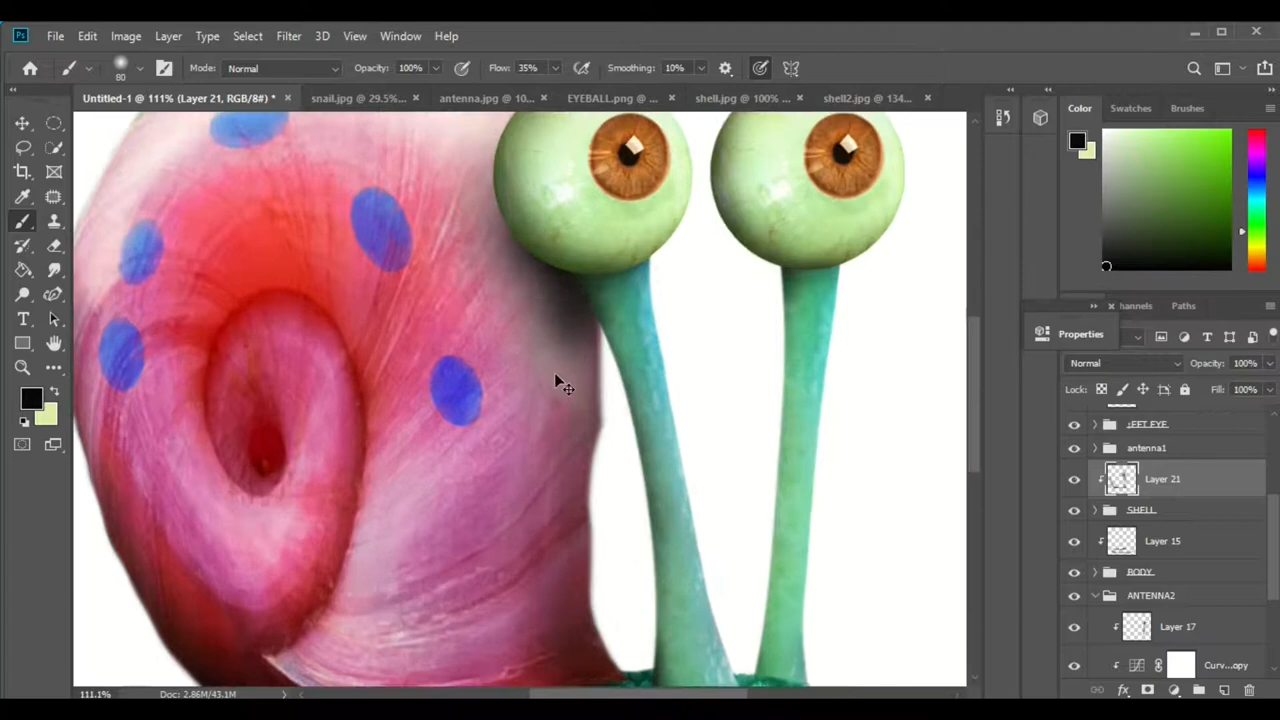 Ps File Edit Image Layer Type Select Filter 3D View Window Help
80 Mode: Normal Opacity: 100% Flow: 35% Smoothing: 10%
Untitled-1 @ 111% (Layer 21, RGB/8#) * × snail.jpg @ 29.5%... × antenna.jpg @ 10... × EYEBALL.png @ ... × shell.jpg @ 100% ... × shell2.jpg @ 134... ×
Color Swatches Brushes
Paths
Properties
Normal Opacity: 100%
Lock: Fill: 100%
antenna1
Layer 21
SHELL
Layer 15
BODY
ANTENNA2
Layer 17
Curv...opy
111.1% Doc: 2.86M/43.1M